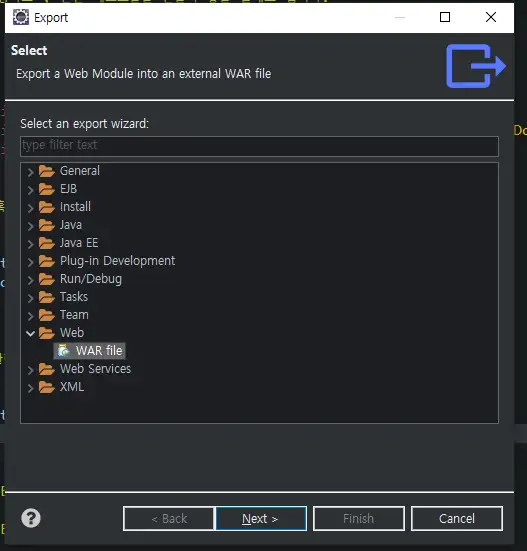 Export
Select
Export a Web Module into an external WAR file
Select an export wizard:
type filter text
General
EJB
Install
Java
Java EE
Plug-in Development
Run/Debug
Tasks
Team
Web
WAR file
Web Services
XML
< Back
Next >
Finish
Cancel